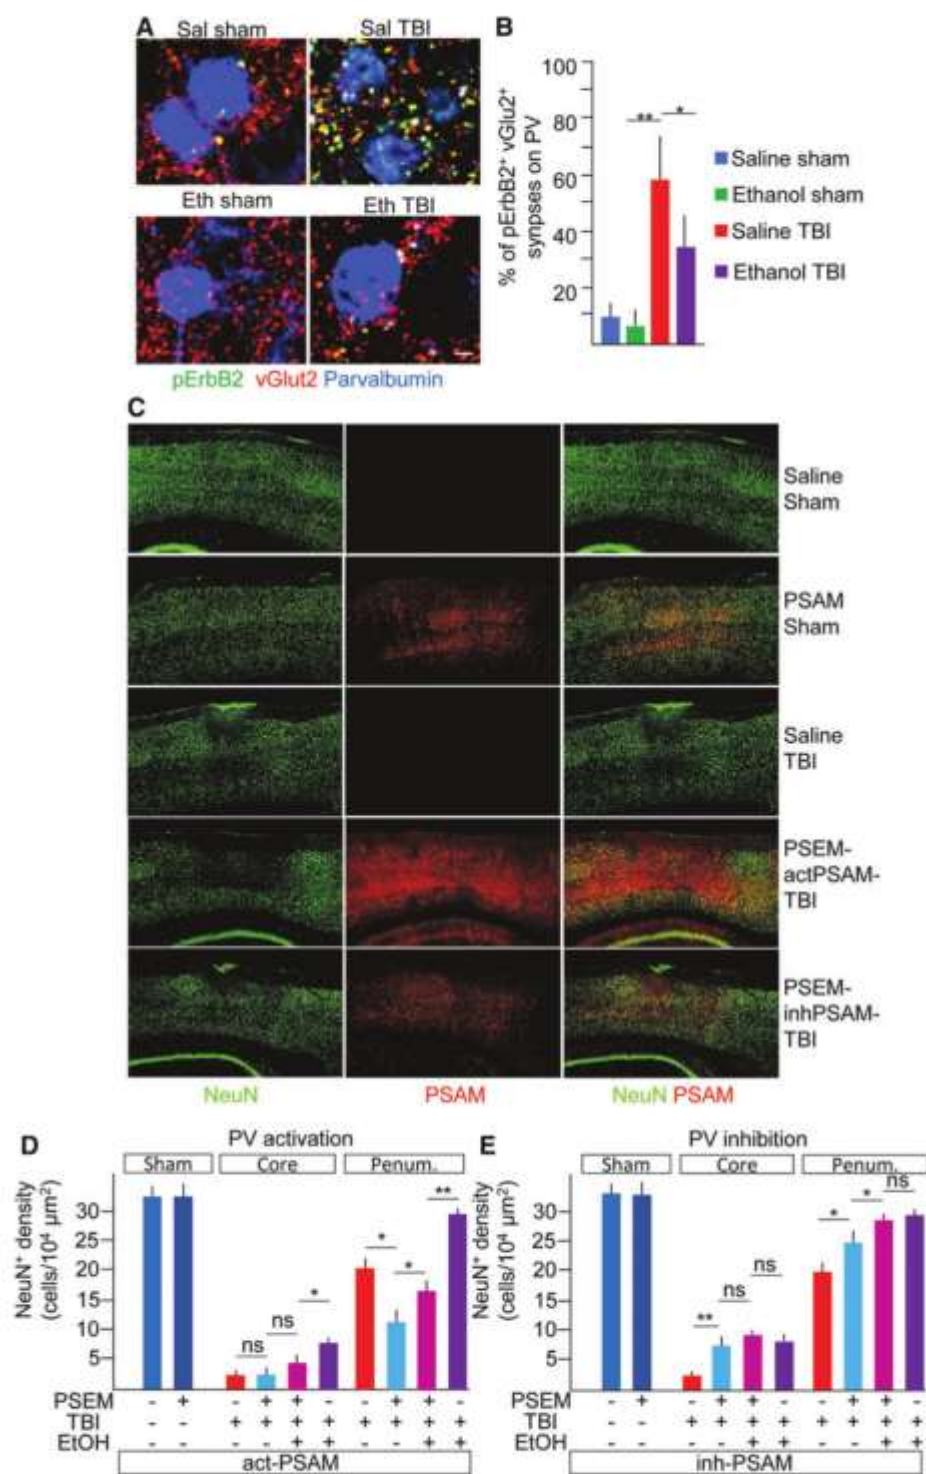 A
Sal sham Sal TBI
Eth sham Eth TBI
pErbB2 vGlut2 Parvalbumin
B
% of pErbB2+ vGlu2+
synpses on PV
100
80
60
40
20
** *
Saline sham
Ethanol sham
Saline TBI
Ethanol TBI
C
Saline
Sham
PSAM
Sham
Saline
TBI
PSEM-
actPSAM-
TBI
PSEM-
inhPSAM-
TBI
NeuN PSAM NeuN PSAM
D
PV activation
Sham Core Penum.
NeuN+ density
(cells/10⁴ µm²)
30
25
20
15
10
5
ns ns * * * **
PSEM - + - + + - - + + -
TBI - - + + + + + + + +
EtOH - - - - + + - - + +
act-PSAM
E
PV inhibition
Sham Core Penum.
NeuN+ density
(cells/10⁴ µm²)
30
25
20
15
10
5
** ns ns * * ns
PSEM - + - + + - - + + -
TBI - - + + + + + + + +
EtOH - - - - + + - - + +
inh-PSAM